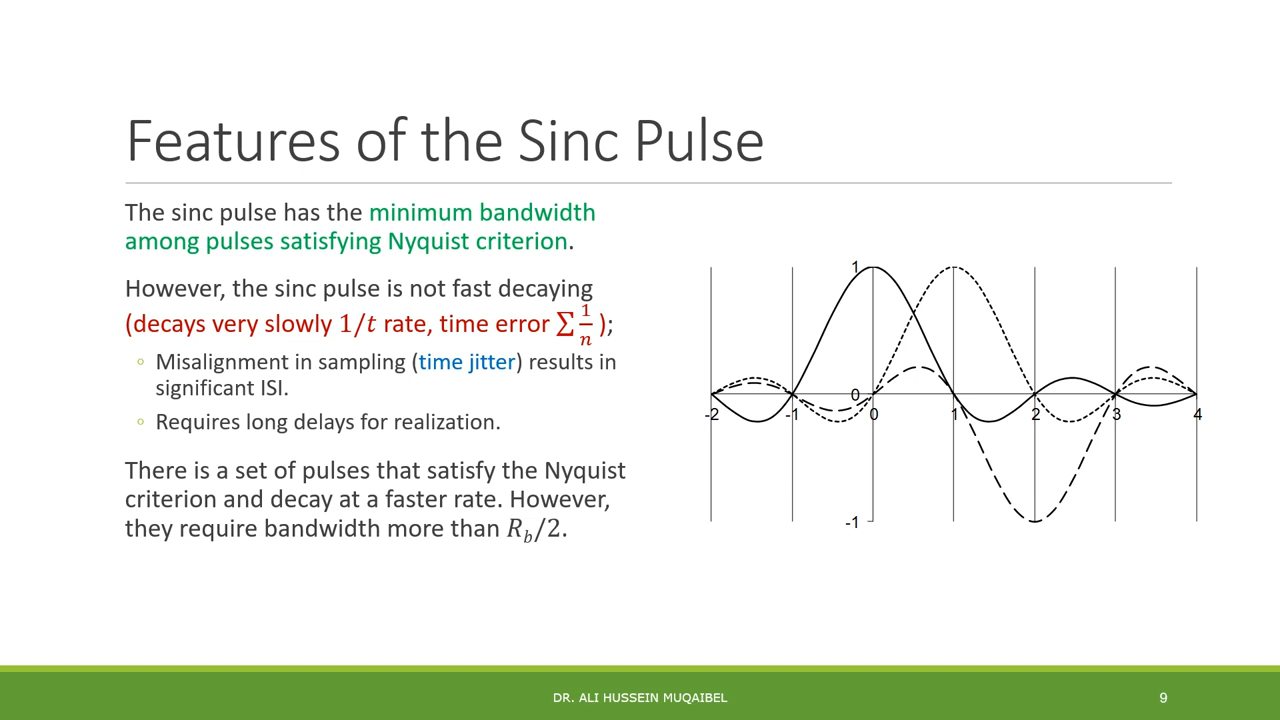 Features of the Sinc Pulse
The sinc pulse has the minimum bandwidth
among pulses satisfying Nyquist criterion.
However, the sinc pulse is not fast decaying
(decays very slowly 1/t rate, time error ∑ 1/n );
◦ Misalignment in sampling (time jitter) results in
significant ISI.
◦ Requires long delays for realization.
There is a set of pulses that satisfy the Nyquist
criterion and decay at a faster rate. However,
they require bandwidth more than R_b/2.
1
0
-2 -1 0 1 2 3 4
-1
DR. ALI HUSSEIN MUQAIBEL
9